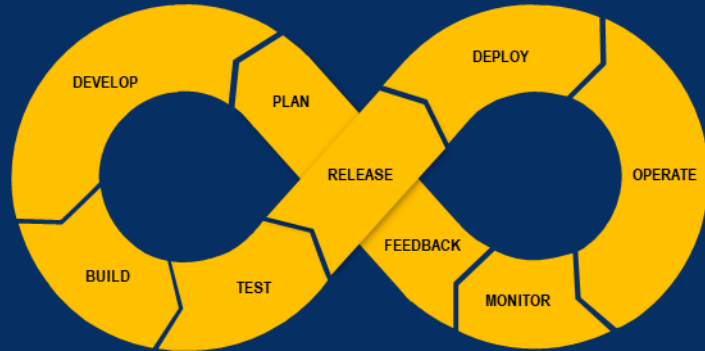 DEVELOP
PLAN
DEPLOY
RELEASE
OPERATE
BUILD
TEST
FEEDBACK
MONITOR